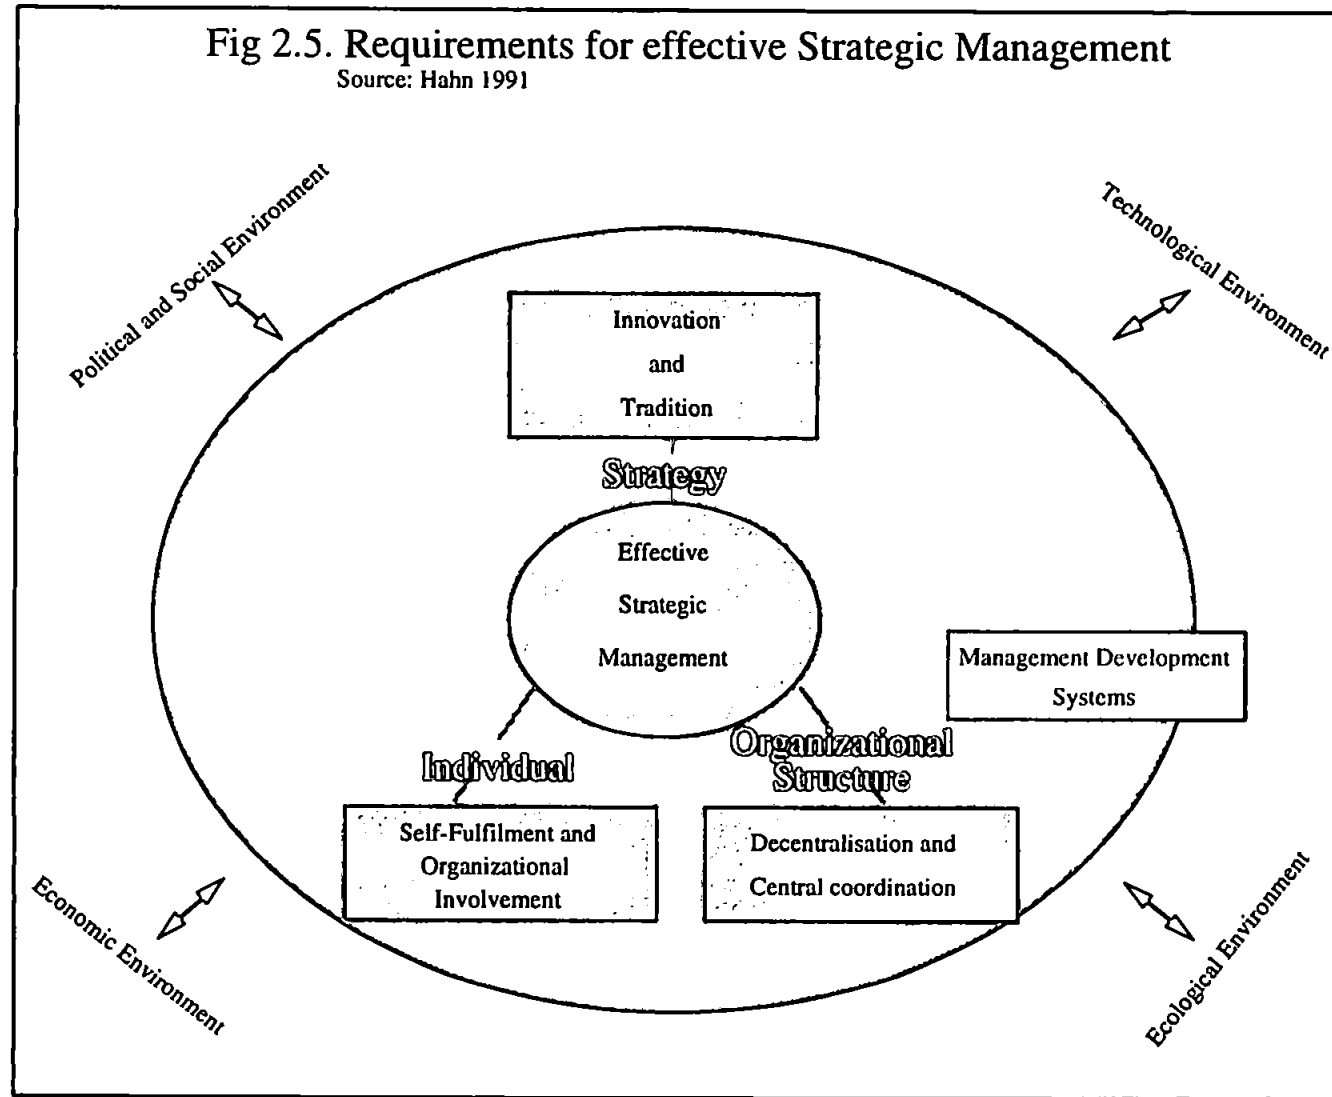 Fig 2.5. Requirements for effective Strategic Management
Source: Hahn 1991
Political and Social Environment
Technological Environment
Innovation
and
Tradition
Strategy
Effective
Strategic
Management
Management Development
Systems
Individual
Organizational
Structure
Self-Fulfilment and
Organizational
Involvement
Decentralisation and
Central coordination
Economic Environment
Ecological Environment